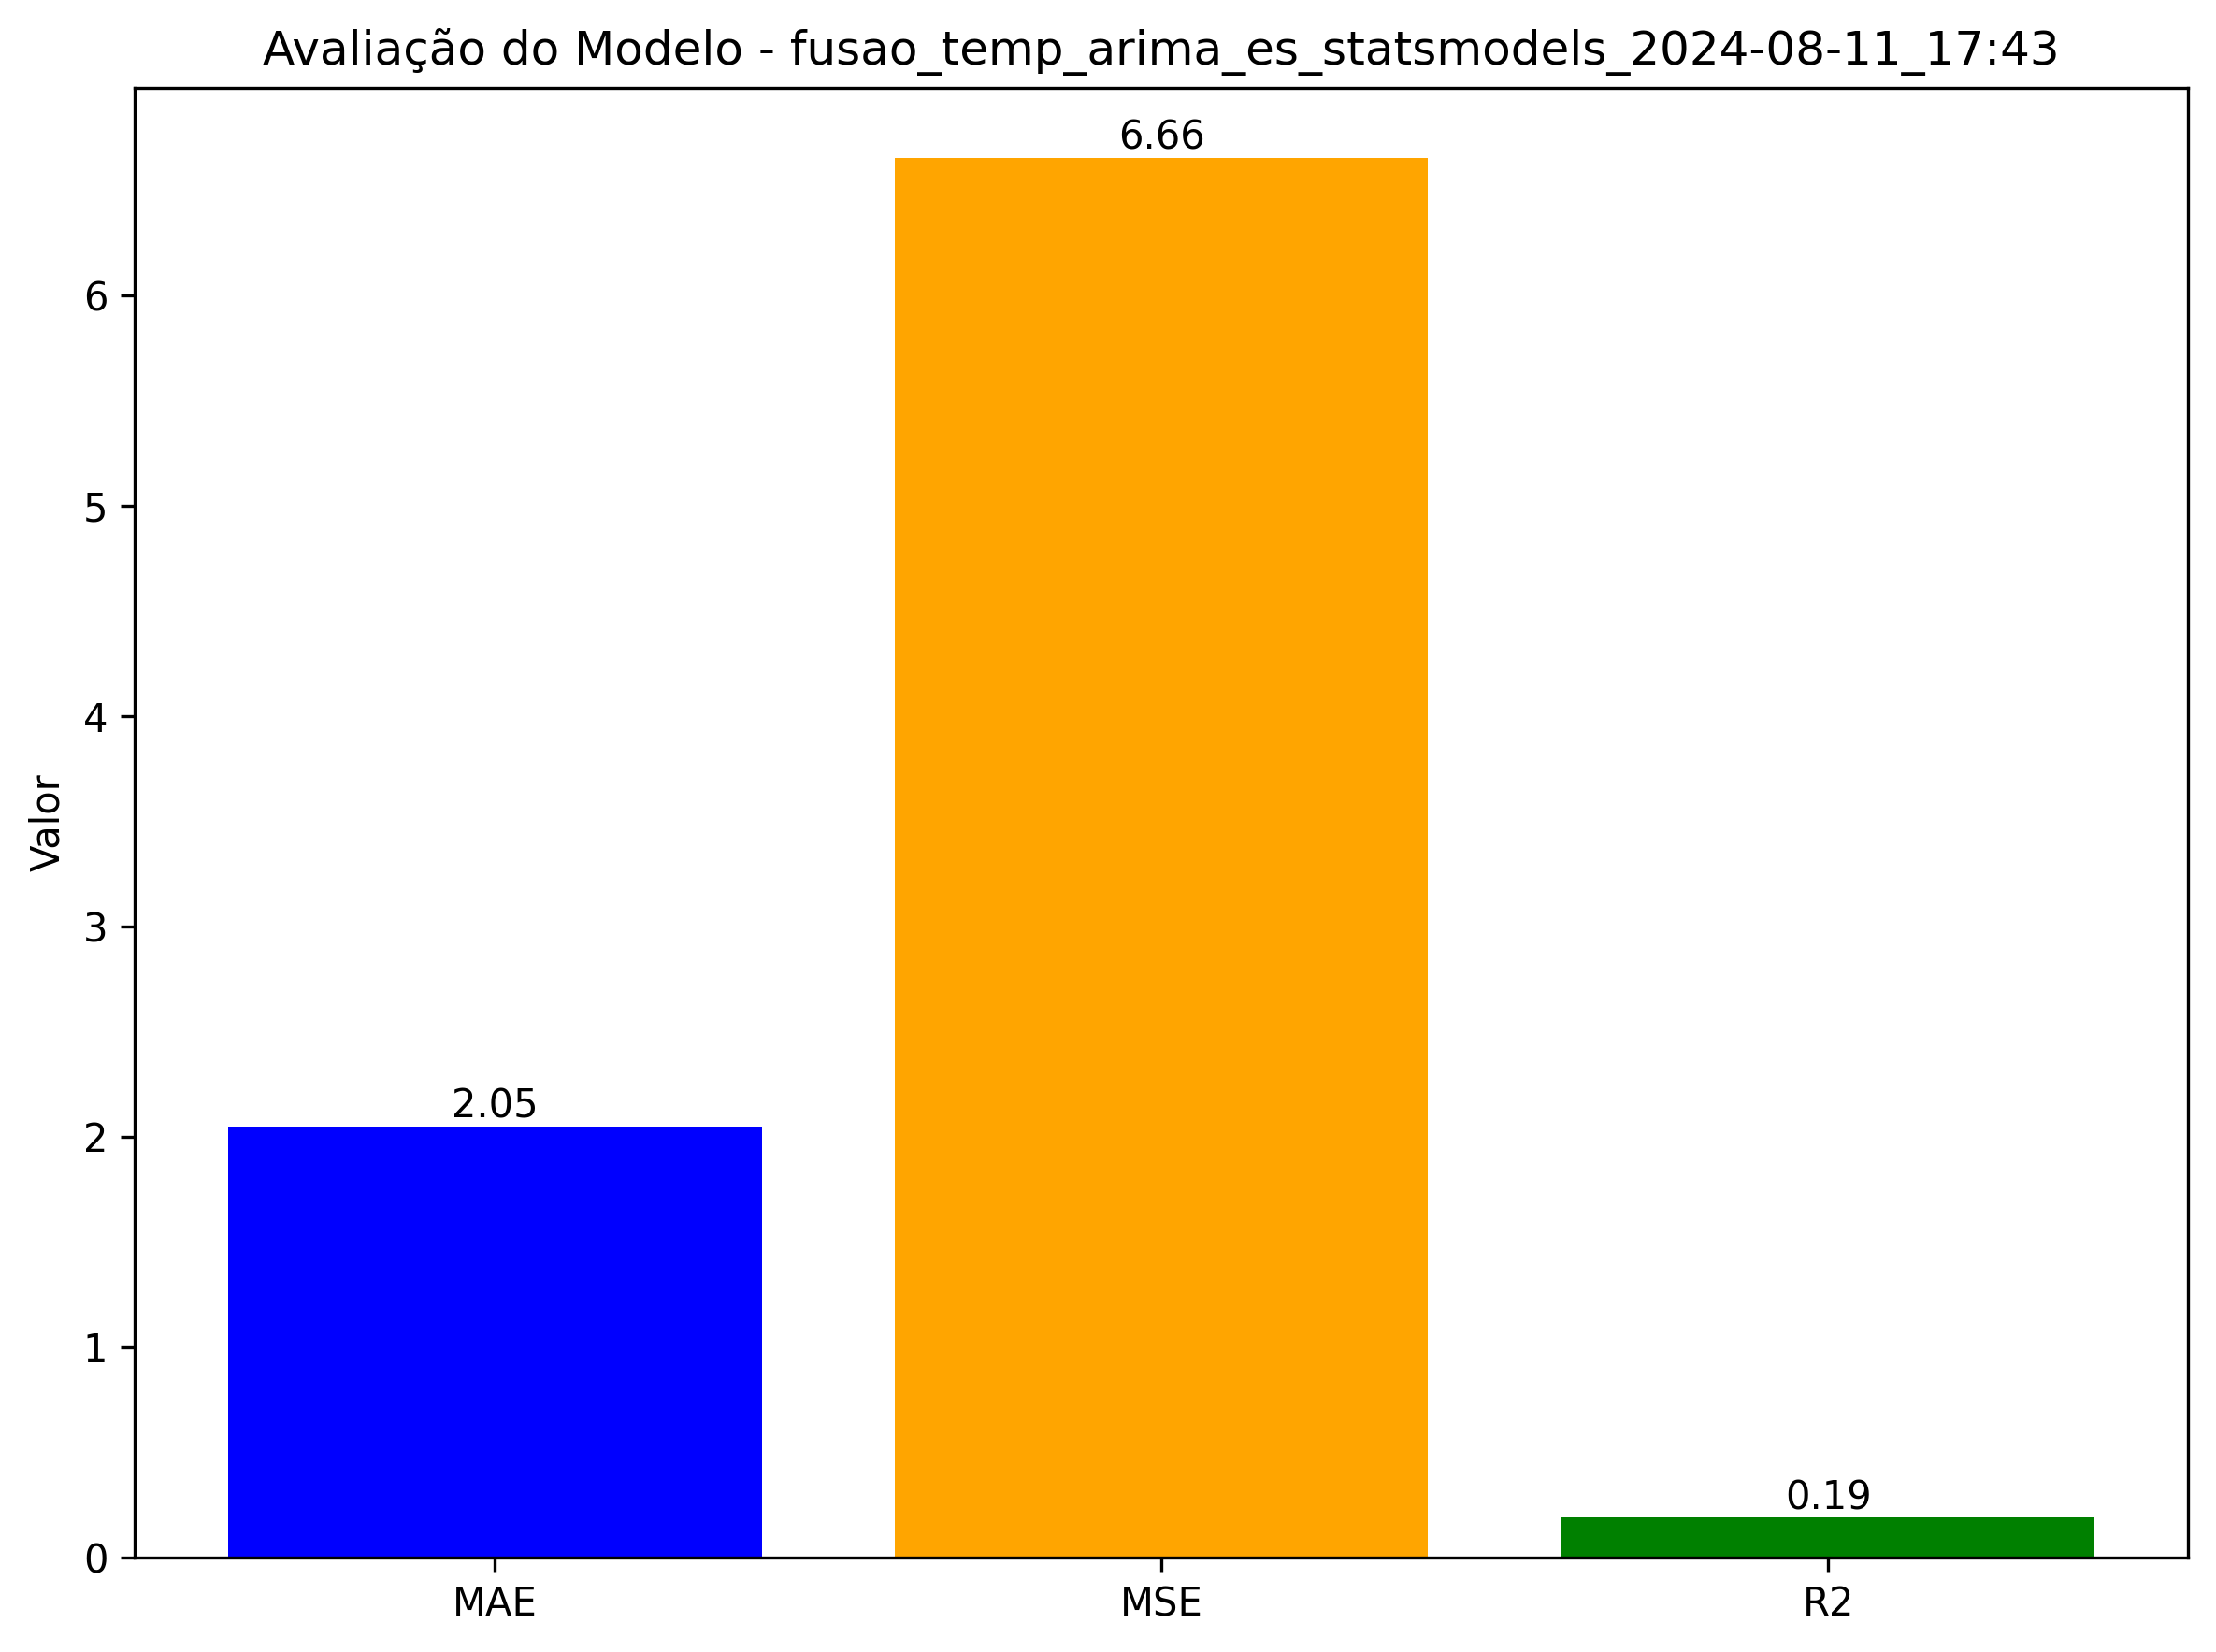 Avaliação do Modelo - fusao_temp_arima_es_statsmodels_2024-08-11_17:43
Valor
6
5
4
3
2
1
0
2.05
6.66
0.19
MAE
MSE
R2